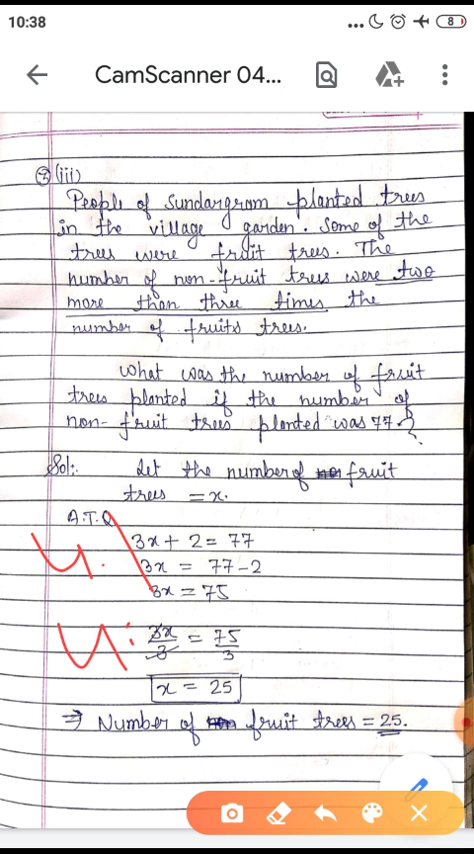 10:38
8
CamScanner 04...
(iii)
People of Sundargram planted trees
in the village garden. Some of the
trees were fruit trees. The
number of non-fruit trees were two
more than three times the
number of fruits trees.
What was the number of fruit
trees planted if the number of
non-fruit trees planted was 77?
Sol:. Let the number of fruit
trees = x.
A.T.Q
3x + 2 = 77
3x = 77-2
3x = 75
3x/3 = 75/3
x = 25
⇒ Number of fruit trees = 25.